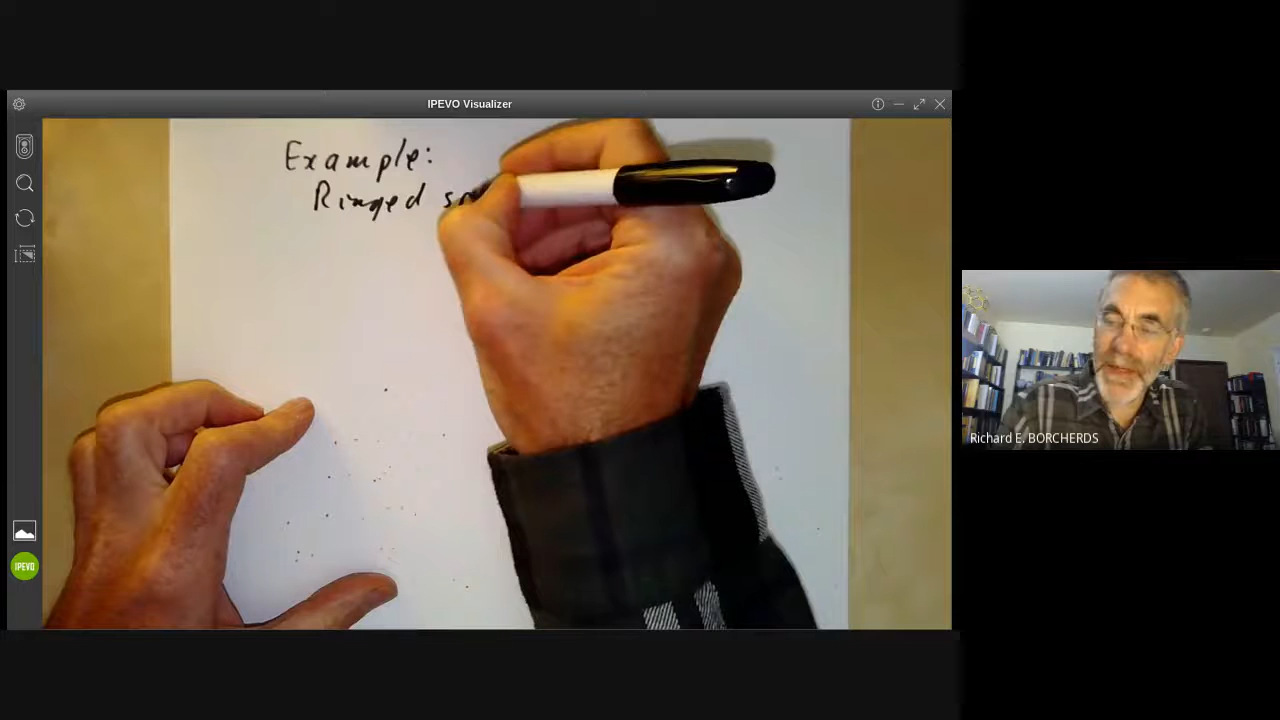 IPEVO Visualizer
Example:
Ringed
IPEVO
Richard E. BORCHERDS